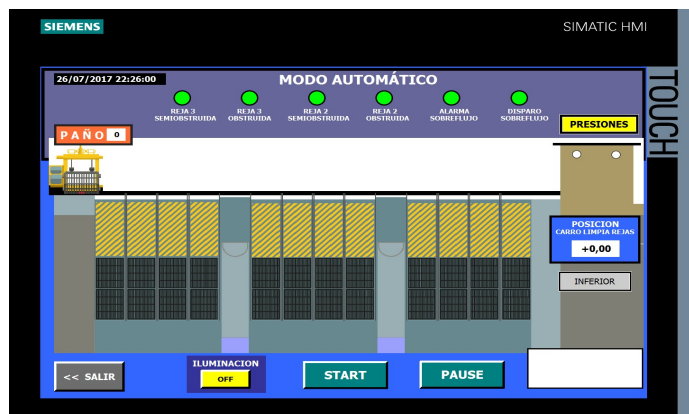 SIEMENS
SIMATIC HMI
TOUCH
26/07/2017 22:26:00
MODO AUTOMÁTICO
REJA 3
SEMIOBSTRUIDA
REJA 3
OBSTRUIDA
REJA 2
SEMIOBSTRUIDA
REJA 2
OBSTRUIDA
ALARMA
SOBREFLUJO
DISPARO
SOBREFLUJO
PRESIONES
PAÑO 0
POSICION
CARRO LIMPIA REJAS
+0,00
INFERIOR
<< SALIR
ILUMINACION
OFF
START
PAUSE